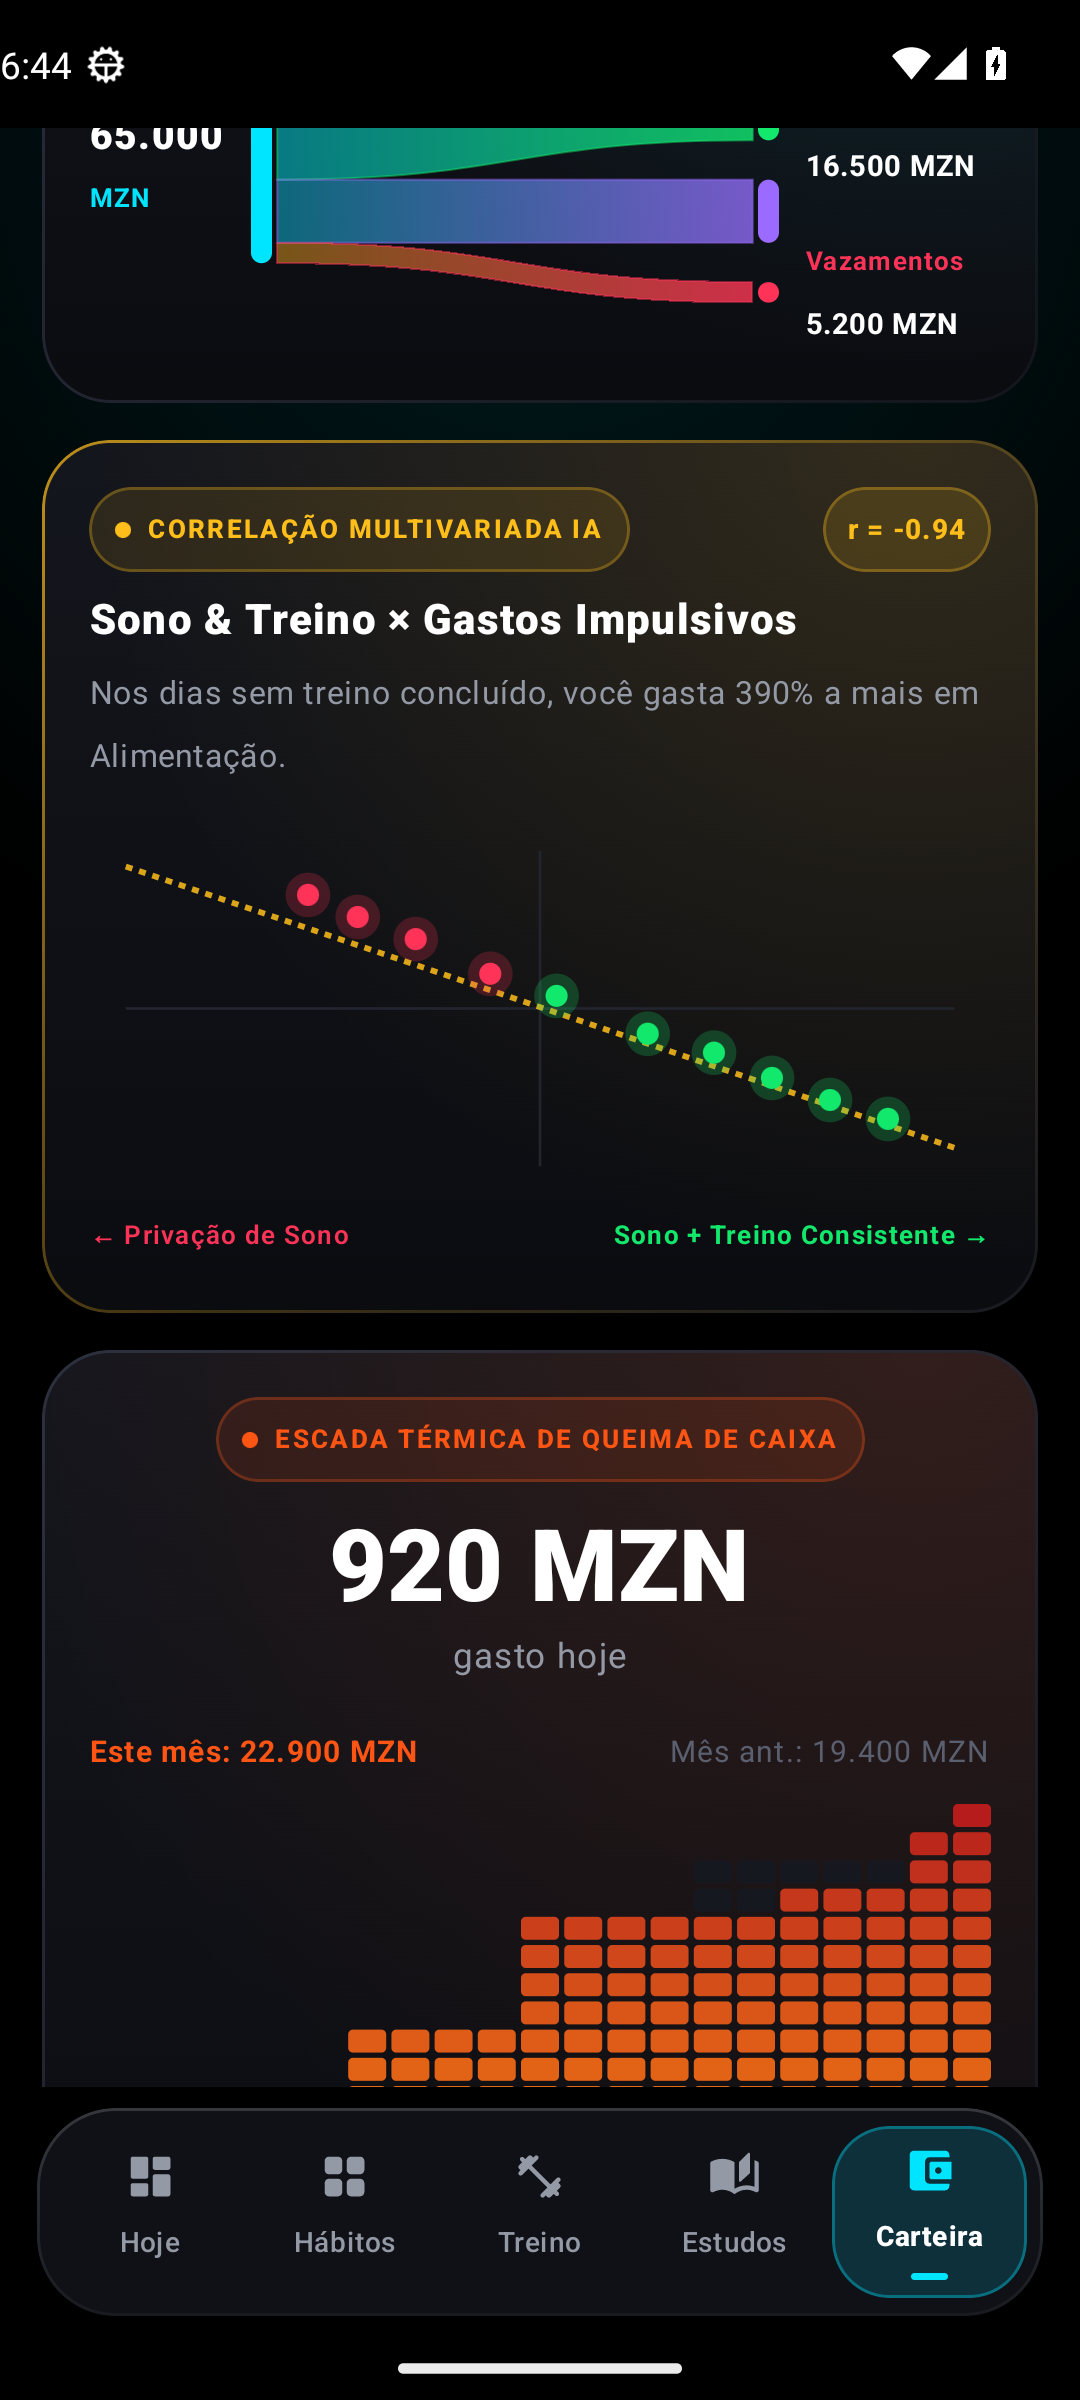 6:44
65.000
MZN
16.500 MZN
Vazamentos
5.200 MZN
CORRELAÇÃO MULTIVARIADA IA
r = -0.94
Sono & Treino × Gastos Impulsivos
Nos dias sem treino concluído, você gasta 390% a mais em
Alimentação.
← Privação de Sono
Sono + Treino Consistente →
ESCADA TÉRMICA DE QUEIMA DE CAIXA
920 MZN
gasto hoje
Este mês: 22.900 MZN
Mês ant.: 19.400 MZN
Hoje
Hábitos
Treino
Estudos
Carteira